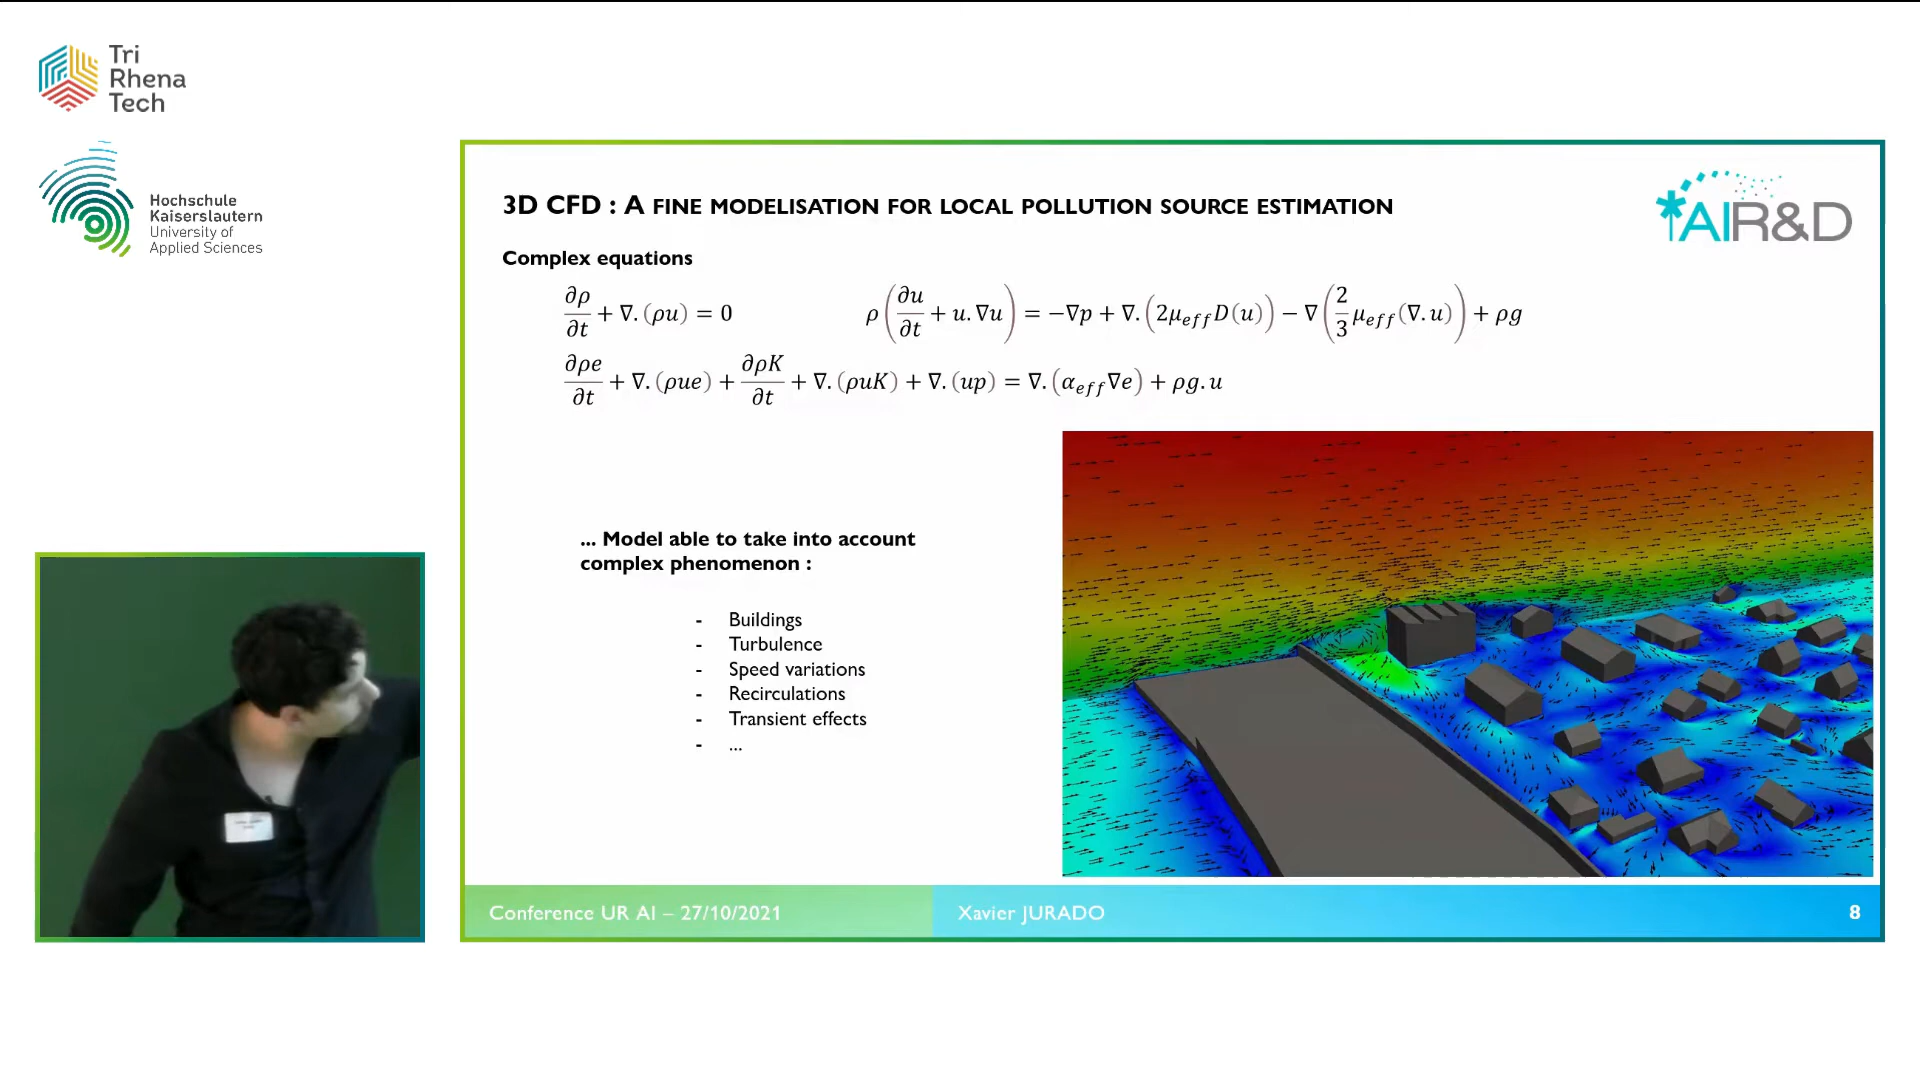 Tri
Rhena
Tech
Hochschule
Kaiserslautern
University of
Applied Sciences
3D CFD : A FINE MODELISATION FOR LOCAL POLLUTION SOURCE ESTIMATION
*AIR&D
Complex equations
∂ρ/∂t + ∇.(ρu) = 0
ρ(∂u/∂t + u.∇u) = −∇p + ∇.(2μ_eff D(u)) − ∇(2/3 μ_eff(∇.u)) + ρg
∂ρe/∂t + ∇.(ρue) + ∂ρK/∂t + ∇.(ρuK) + ∇.(up) = ∇.(α_eff∇e) + ρg.u
... Model able to take into account
complex phenomenon :
- Buildings
- Turbulence
- Speed variations
- Recirculations
- Transient effects
- ...
Conference UR AI – 27/10/2021
Xavier JURADO
8